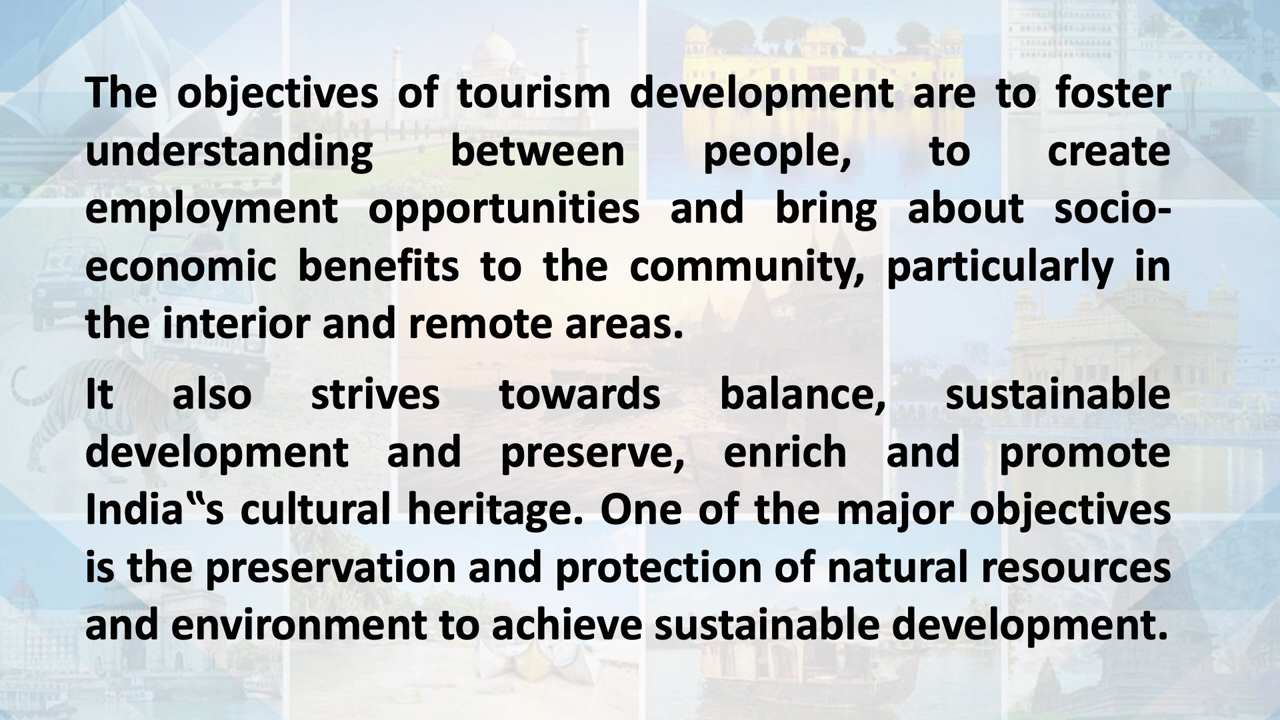 The objectives of tourism development are to foster
understanding between people, to create
employment opportunities and bring about socio-
economic benefits to the community, particularly in
the interior and remote areas.
It also strives towards balance, sustainable
development and preserve, enrich and promote
India‟s cultural heritage. One of the major objectives
is the preservation and protection of natural resources
and environment to achieve sustainable development.